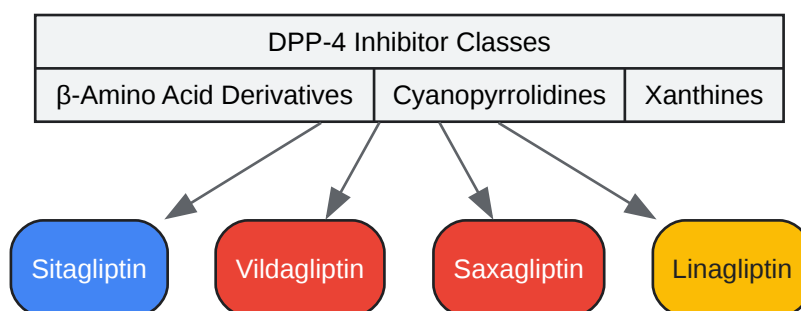 DPP-4 Inhibitor Classes
β-Amino Acid Derivatives Cyanopyrrolidines Xanthines
Sitagliptin Vildagliptin Saxagliptin Linagliptin